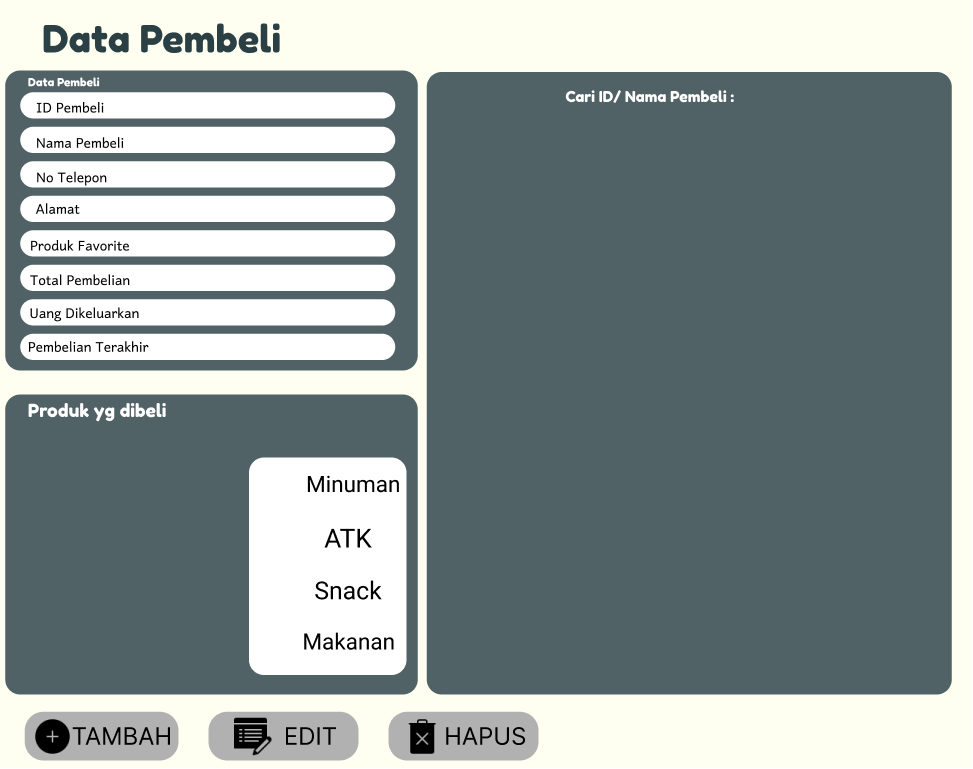 Data Pembeli
Data Pembeli
ID Pembeli
Nama Pembeli
No Telepon
Alamat
Produk Favorite
Total Pembelian
Uang Dikeluarkan
Pembelian Terakhir
Cari ID/ Nama Pembeli :
Produk yg dibeli
Minuman
ATK
Snack
Makanan
TAMBAH
EDIT
HAPUS